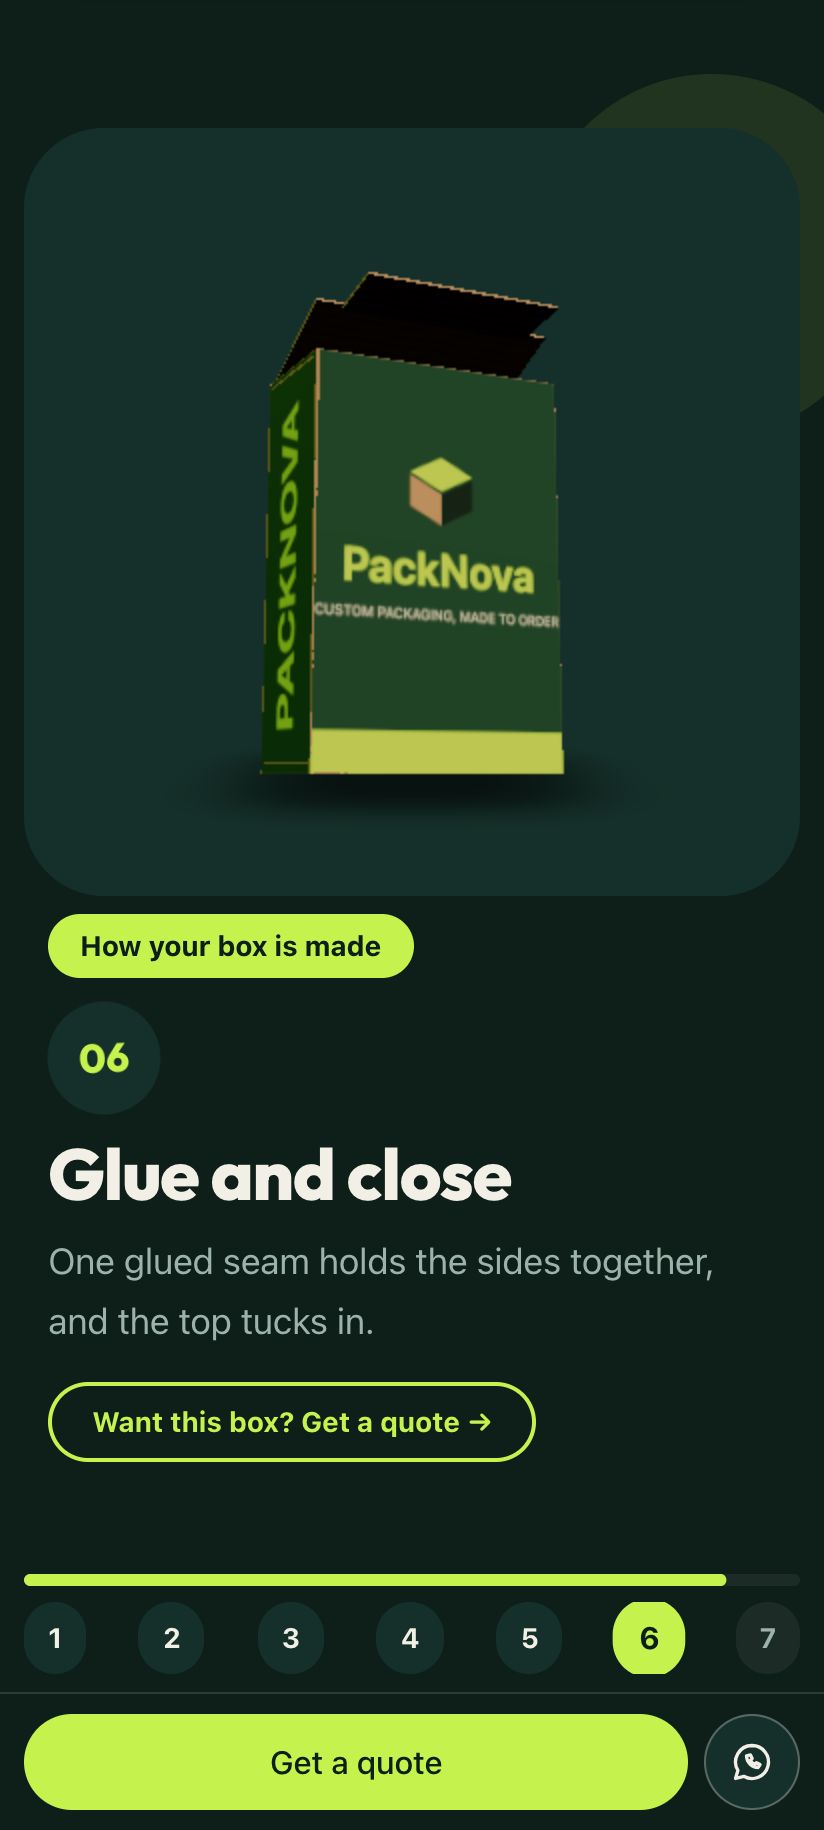 PACKNOVA
PackNova
CUSTOM PACKAGING, MADE TO ORDER
How your box is made
06
Glue and close
One glued seam holds the sides together,
and the top tucks in.
Want this box? Get a quote →
1 2 3 4 5 6 7
Get a quote